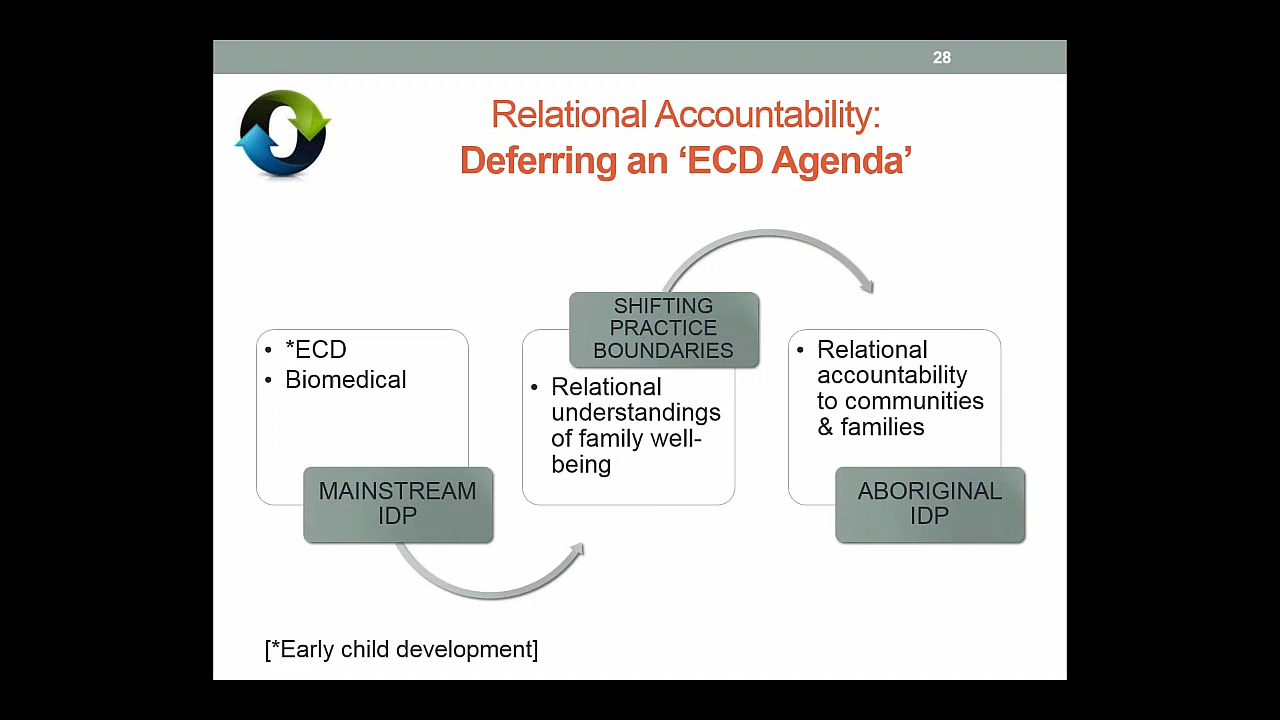 28
Relational Accountability:
Deferring an ‘ECD Agenda’
• *ECD
• Biomedical
MAINSTREAM
IDP
SHIFTING
PRACTICE
BOUNDARIES
• Relational
understandings
of family well-
being
• Relational
accountability
to communities
& families
ABORIGINAL
IDP
[*Early child development]